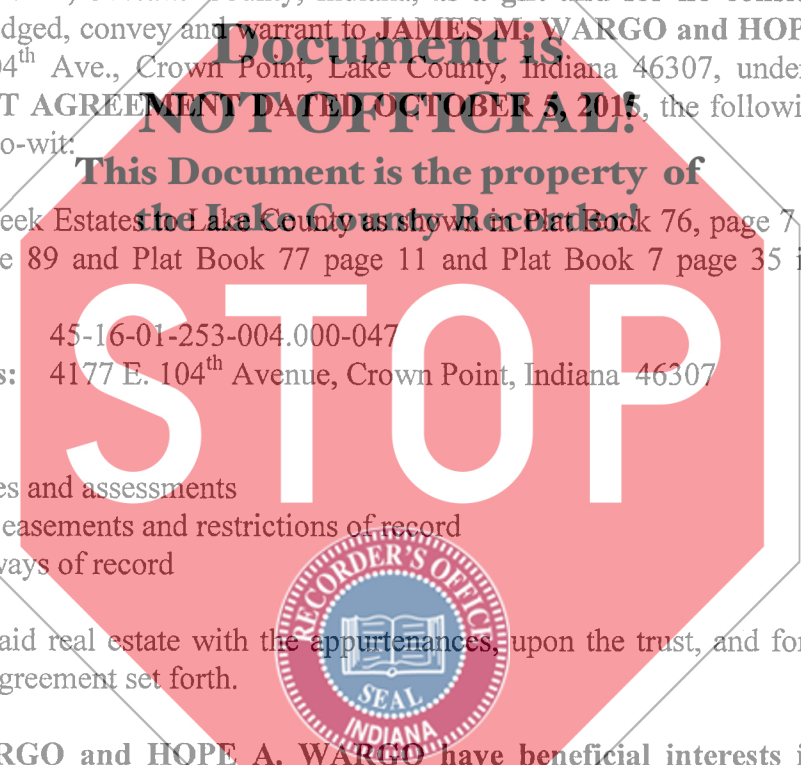 dged, convey and warrant to JAMES M. WARGO and HOP
Document is
4th Ave., Crown Point, Lake County, Indiana 46307, under
T AGREEMENT DATED OCTOBER 5, 2015, the followi
NOT OFFICIAL!
o-wit:
This Document is the property of
the Lake County Recorder!
eek Estates to Lake County as shown in Plat Book 76, page 7
e 89 and Plat Book 77 page 11 and Plat Book 7 page 35 i
STOP
45-16-01-253-004.000-047
s: 4177 E. 104th Avenue, Crown Point, Indiana 46307
es and assessments
easements and restrictions of record
ways of record
RECORDER'S OFFICE
SEAL
INDIANA
aid real estate with the appurtenances, upon the trust, and for
greement set forth.
RGO and HOPE A. WARGO have beneficial interests i